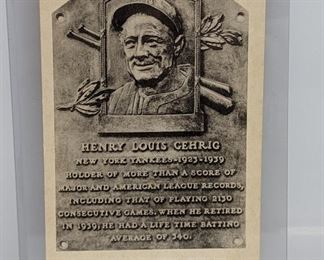 HENRY LOUIS GEHRIG
NEW YORK YANKEES-1923-1939
HOLDER OF MORE THAN A SCORE OF
MAJOR AND AMERICAN LEAGUE RECORDS,
INCLUDING THAT OF PLAYING 2130
CONSECUTIVE GAMES. WHEN HE RETIRED
IN 1939, HE HAD A LIFE TIME BATTING
AVERAGE OF 340.